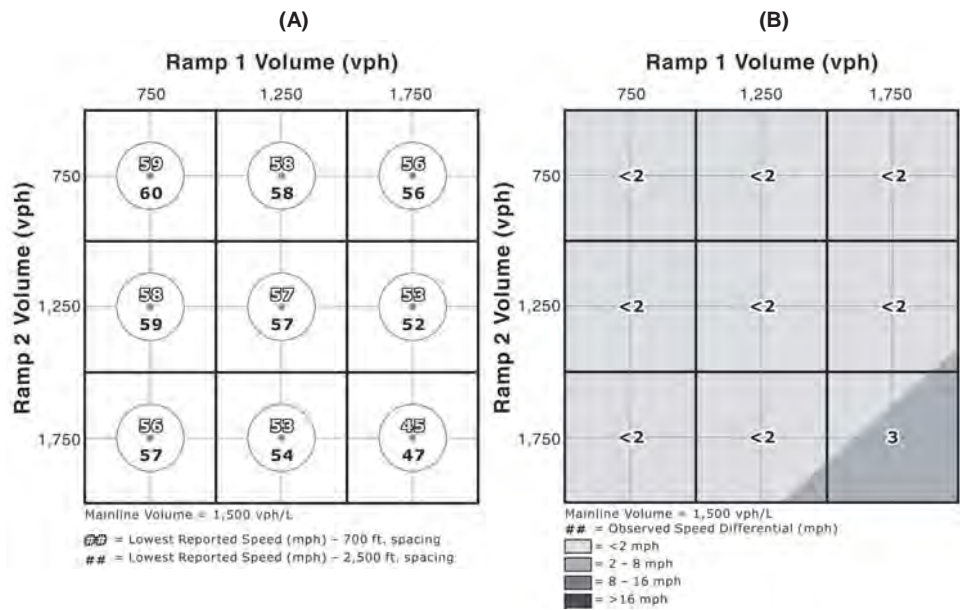 (A)
Ramp 1 Volume (vph)
750 1,250 1,750
Ramp 2 Volume (vph)
750
59 58 56
60 58 56
1,250
58 57 53
59 57 52
1,750
56 53 45
57 54 47
Mainline Volume = 1,500 vph/L
## = Lowest Reported Speed (mph) – 700 ft. spacing
## = Lowest Reported Speed (mph) – 2,500 ft. spacing
(B)
Ramp 1 Volume (vph)
750 1,250 1,750
Ramp 2 Volume (vph)
750 <2 <2 <2
1,250 <2 <2 <2
1,750 <2 <2 3
Mainline Volume = 1,500 vph/L
## = Observed Speed Differential (mph)
= <2 mph
= 2 – 8 mph
= 8 – 16 mph
= >16 mph